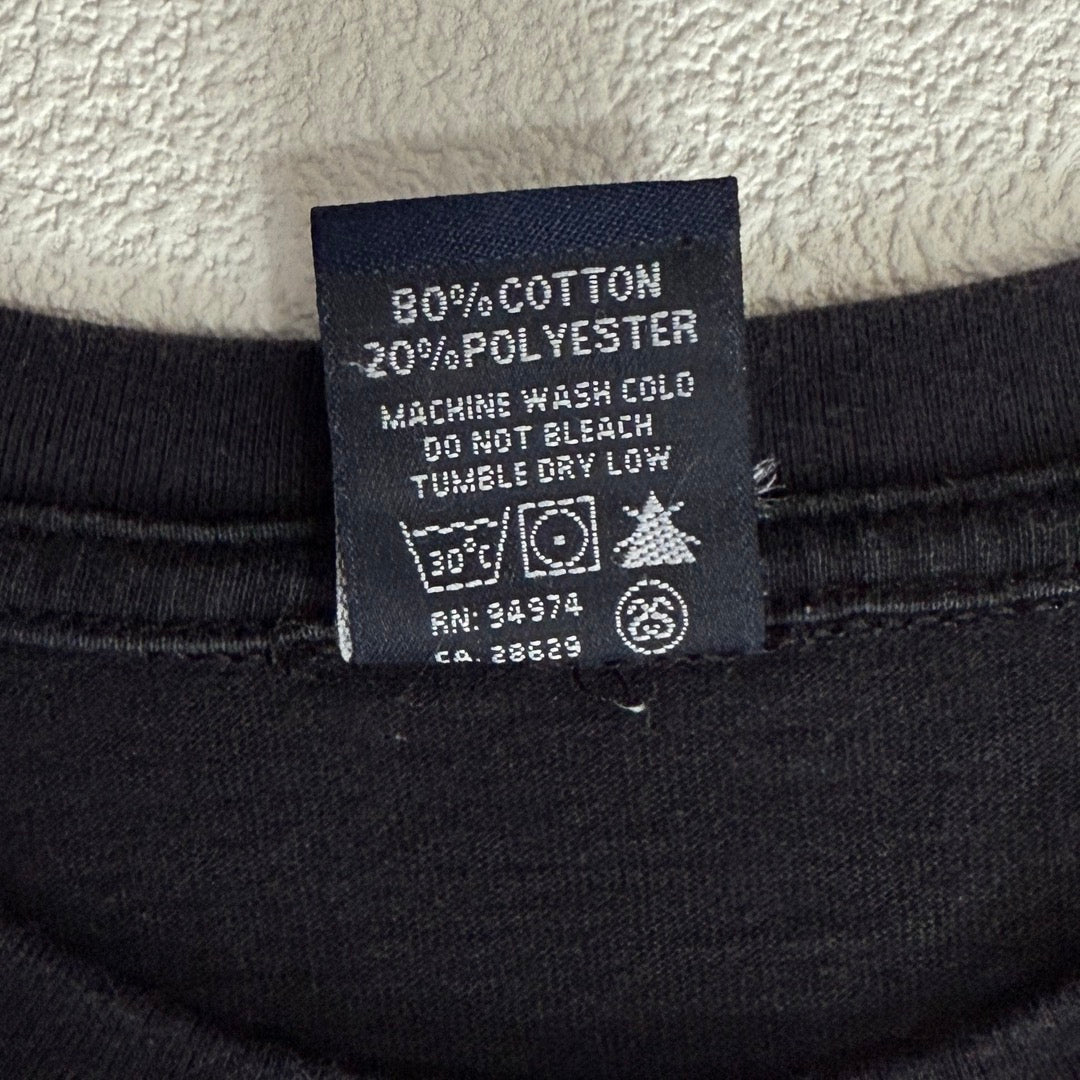 80%COTTON
20%POLYESTER
MACHINE WASH COLD
DO NOT BLEACH
TUMBLE DRY LOW
30°C
RN: 94974
CA. 28629